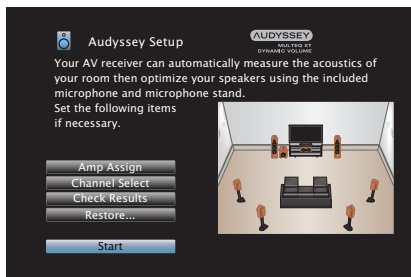 Audyssey Setup
AUDYSSEY
MULTEQ XT
DYNAMIC VOLUME
Your AV receiver can automatically measure the acoustics of
your room then optimize your speakers using the included
microphone and microphone stand.
Set the following items
if necessary.
Amp Assign
Channel Select
Check Results
Restore...
Start